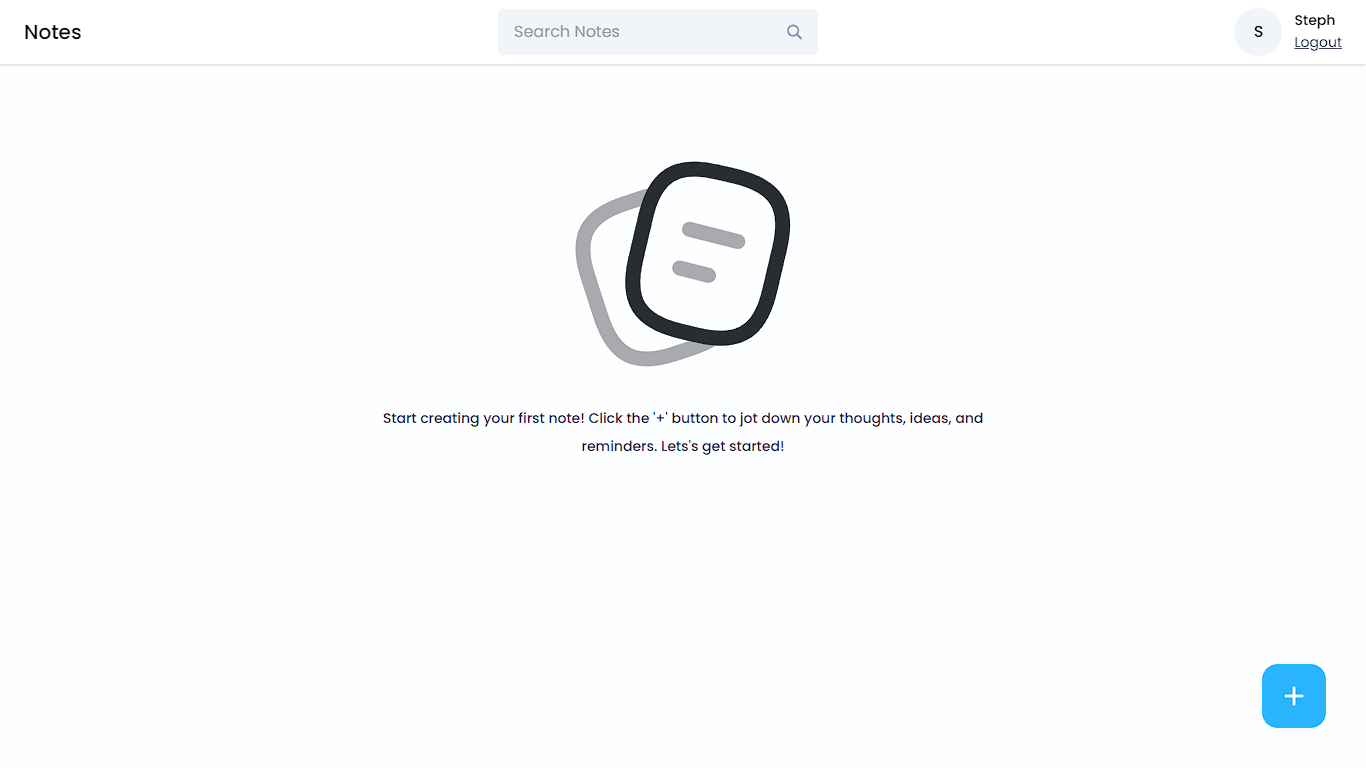 Notes
Search Notes
S
Steph
Logout
Start creating your first note! Click the '+' button to jot down your thoughts, ideas, and
reminders. Lets's get started!
+